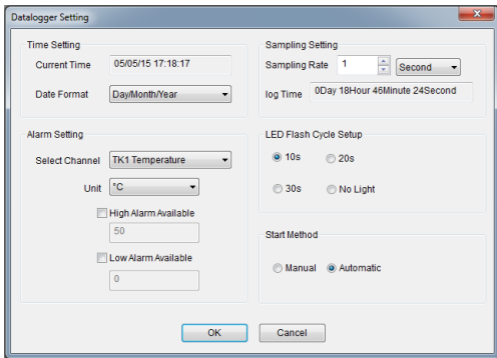 Datalogger Setting
Time Setting
Current Time 05/05/15 17:18:17
Date Format Day/Month/Year
Sampling Setting
Sampling Rate 1 Second
log Time 0Day 18Hour 46Minute 24Second
Alarm Setting
Select Channel TK1 Temperature
Unit °C
High Alarm Available
50
Low Alarm Available
0
LED Flash Cycle Setup
10s 20s
30s No Light
Start Method
Manual Automatic
OK Cancel